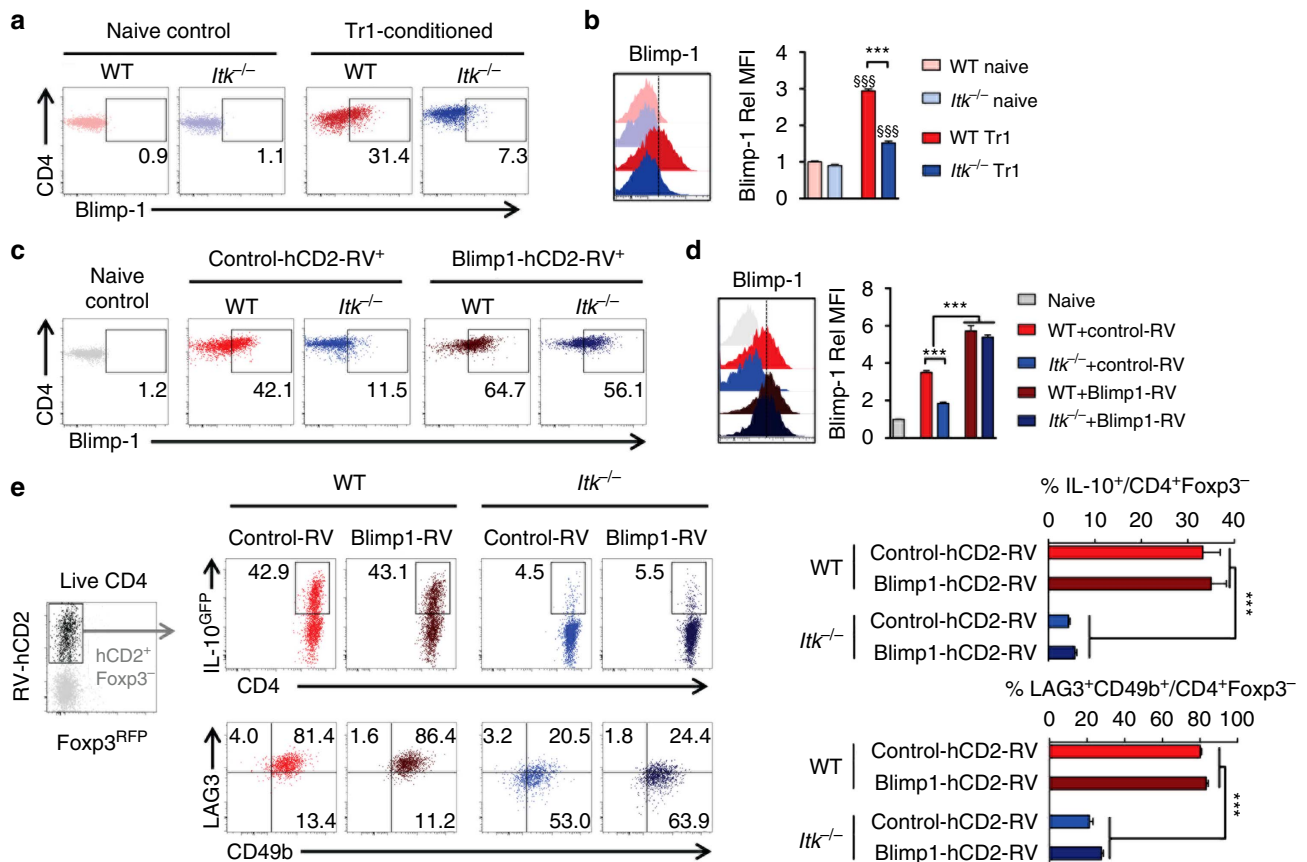 a
Naive control
Tr1-conditioned
WT
Itk–/–
WT
Itk–/–
CD4
0.9
1.1
31.4
7.3
Blimp-1
b
Blimp-1
Blimp-1 Rel MFI
4
3
2
1
0
***
§§§
§§§
WT naive
Itk–/– naive
WT Tr1
Itk–/– Tr1
c
Naive control
Control-hCD2-RV+
Blimp1-hCD2-RV+
WT
Itk–/–
WT
Itk–/–
CD4
1.2
42.1
11.5
64.7
56.1
Blimp-1
d
Blimp-1
Blimp-1 Rel MFI
8
6
4
2
0
***
***
Naive
WT+control-RV
Itk–/–+control-RV
WT+Blimp1-RV
Itk–/–+Blimp1-RV
e
Live CD4
RV-hCD2
hCD2+
Foxp3–
Foxp3RFP
WT
Itk–/–
Control-RV
Blimp1-RV
Control-RV
Blimp1-RV
IL-10GFP
42.9
43.1
4.5
5.5
CD4
LAG3
4.0
81.4
13.4
1.6
86.4
11.2
3.2
20.5
53.0
1.8
24.4
63.9
CD49b
% IL-10+/CD4+Foxp3–
0 10 20 30 40
WT
Control-hCD2-RV
Blimp1-hCD2-RV
Itk–/–
Control-hCD2-RV
Blimp1-hCD2-RV
***
% LAG3+CD49b+/CD4+Foxp3–
0 20 40 60 80 100
WT
Control-hCD2-RV
Blimp1-hCD2-RV
Itk–/–
Control-hCD2-RV
Blimp1-hCD2-RV
***